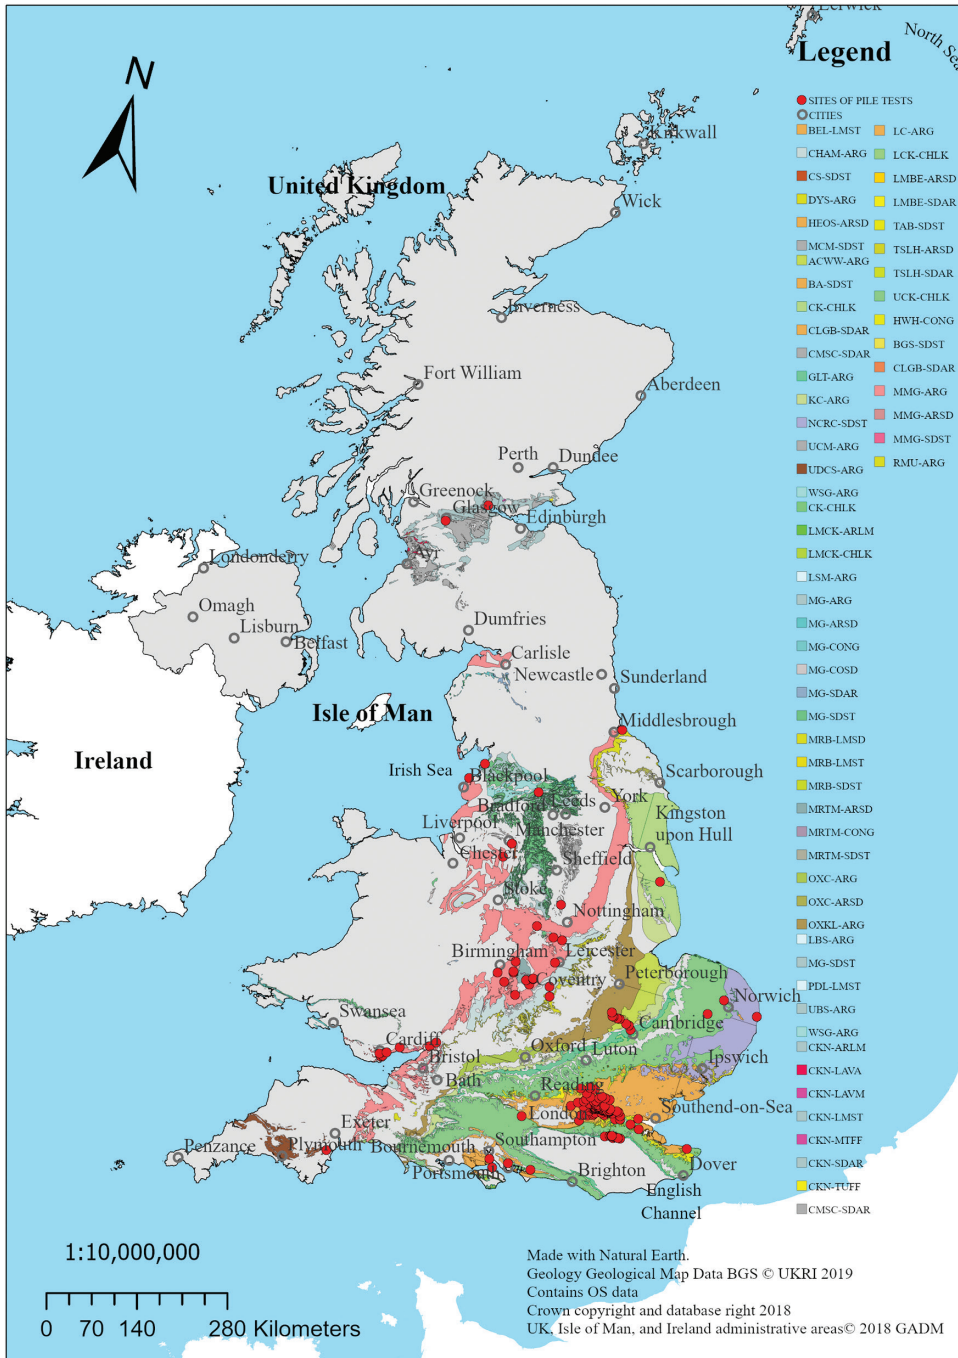 Lerwick
North Sea
Legend
N
SITES OF PILE TESTS
CITIES
BEL-LMST
CHAM-ARG
CS-SDST
DYS-ARG
HEOS-ARSD
MCM-SDST
ACWW-ARG
BA-SDST
CK-CHLK
CLGB-SDAR
CMSC-SDAR
GLT-ARG
KC-ARG
NCRC-SDST
UCM-ARG
UDCS-ARG
WSG-ARG
CK-CHLK
LMCK-ARLM
LMCK-CHLK
LSM-ARG
MG-ARG
MG-ARSD
MG-CONG
MG-COSD
MG-SDAR
MG-SDST
MRB-LMSD
MRB-LMST
MRB-SDST
MRTM-ARSD
MRTM-CONG
MRTM-SDST
OXC-ARG
OXC-ARSD
OXKL-ARG
LBS-ARG
MG-SDST
PDL-LMST
UBS-ARG
WSG-ARG
CKN-ARLM
CKN-LAVA
CKN-LAVM
CKN-LMST
CKN-MTFF
CKN-SDAR
CKN-TUFF
CMSC-SDAR
LC-ARG
LCK-CHLK
LMBE-ARSD
LMBE-SDAR
TAB-SDST
TSLH-ARSD
TSLH-SDAR
UCK-CHLK
HWH-CONG
BGS-SDST
CLGB-SDAR
MMG-ARG
MMG-ARSD
MMG-SDST
RMU-ARG
Kirkwall
United Kingdom
Wick
Inverness
Fort William
Aberdeen
Perth
Dundee
Greenock
Glasgow
Edinburgh
Ayr
Londonderry
Omagh
Lisburn
Belfast
Dumfries
Carlisle
Newcastle
Sunderland
Isle of Man
Middlesbrough
Ireland
Irish Sea
Blackpool
Scarborough
Bradford
Leeds
York
Kingston
upon Hull
Liverpool
Manchester
Chester
Sheffield
Stoke
Nottingham
Birmingham
Leicester
Coventry
Peterborough
Norwich
Swansea
Cambridge
Cardiff
Bristol
Oxford
Luton
Ipswich
Bath
Reading
London
Southend-on-Sea
Exeter
Bournemouth
Southampton
Penzance
Plymouth
Portsmouth
Brighton
Dover
English
Channel
1:10,000,000
0 70 140 280 Kilometers
Made with Natural Earth.
Geology Geological Map Data BGS © UKRI 2019
Contains OS data
Crown copyright and database right 2018
UK, Isle of Man, and Ireland administrative areas© 2018 GADM